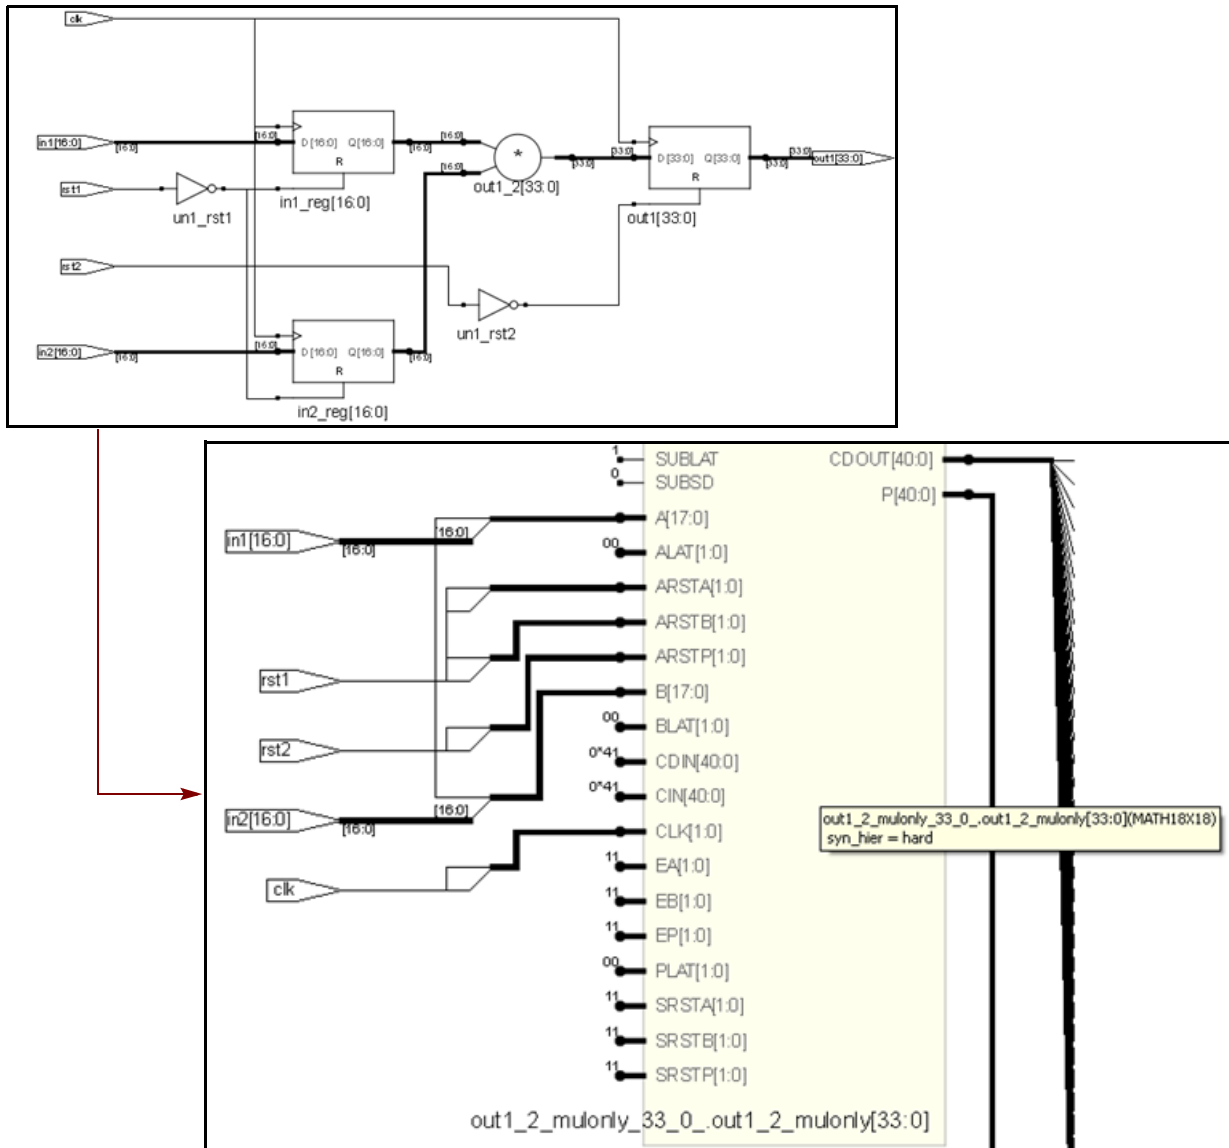 clk
in1[16:0]
[16:0]
[16:0]
D[16:0] Q[16:0]
R
[16:0]
[16:0]
[16:0]
*
out1_2[33:0]
[33:0]
[33:0]
D[33:0] Q[33:0]
R
[33:0]
[33:0]
out1[33:0]
rst1
un1_rst1
in1_reg[16:0]
out1[33:0]
rst2
un1_rst2
in2[16:0]
[16:0]
[16:0]
D[16:0] Q[16:0]
R
[16:0]
in2_reg[16:0]
1 SUBLAT CDOUT[40:0]
0 SUBSD
P[40:0]
in1[16:0]
[16:0]
[16:0]
A[17:0]
00 ALAT[1:0]
ARSTA[1:0]
ARSTB[1:0]
ARSTP[1:0]
rst1
B[17:0]
00 BLAT[1:0]
rst2
0*41 CDIN[40:0]
0*41 CIN[40:0]
in2[16:0]
[16:0]
[16:0]
CLK[1:0]
out1_2_mulonly_33_0_.out1_2_mulonly[33:0](MATH18X18)
syn_hier = hard
11 EA[1:0]
clk
11 EB[1:0]
11 EP[1:0]
00 PLAT[1:0]
11 SRSTA[1:0]
11 SRSTB[1:0]
11 SRSTP[1:0]
out1_2_mulonly_33_0_.out1_2_mulonly[33:0]